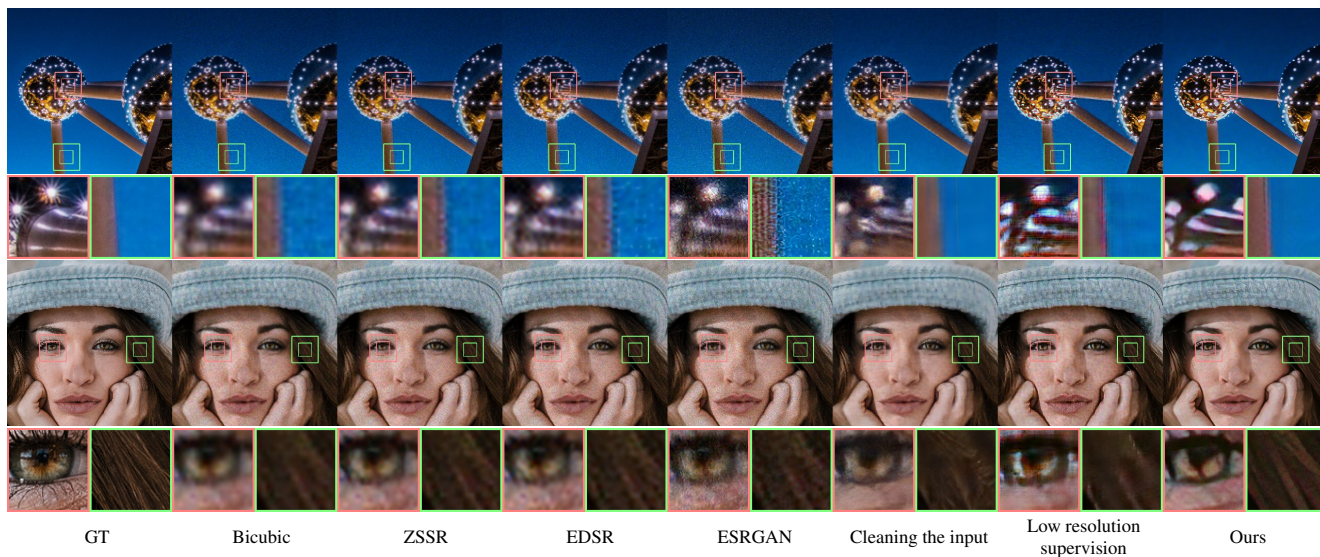 GT
Bicubic
ZSSR
EDSR
ESRGAN
Cleaning the input
Low resolution
supervision
Ours